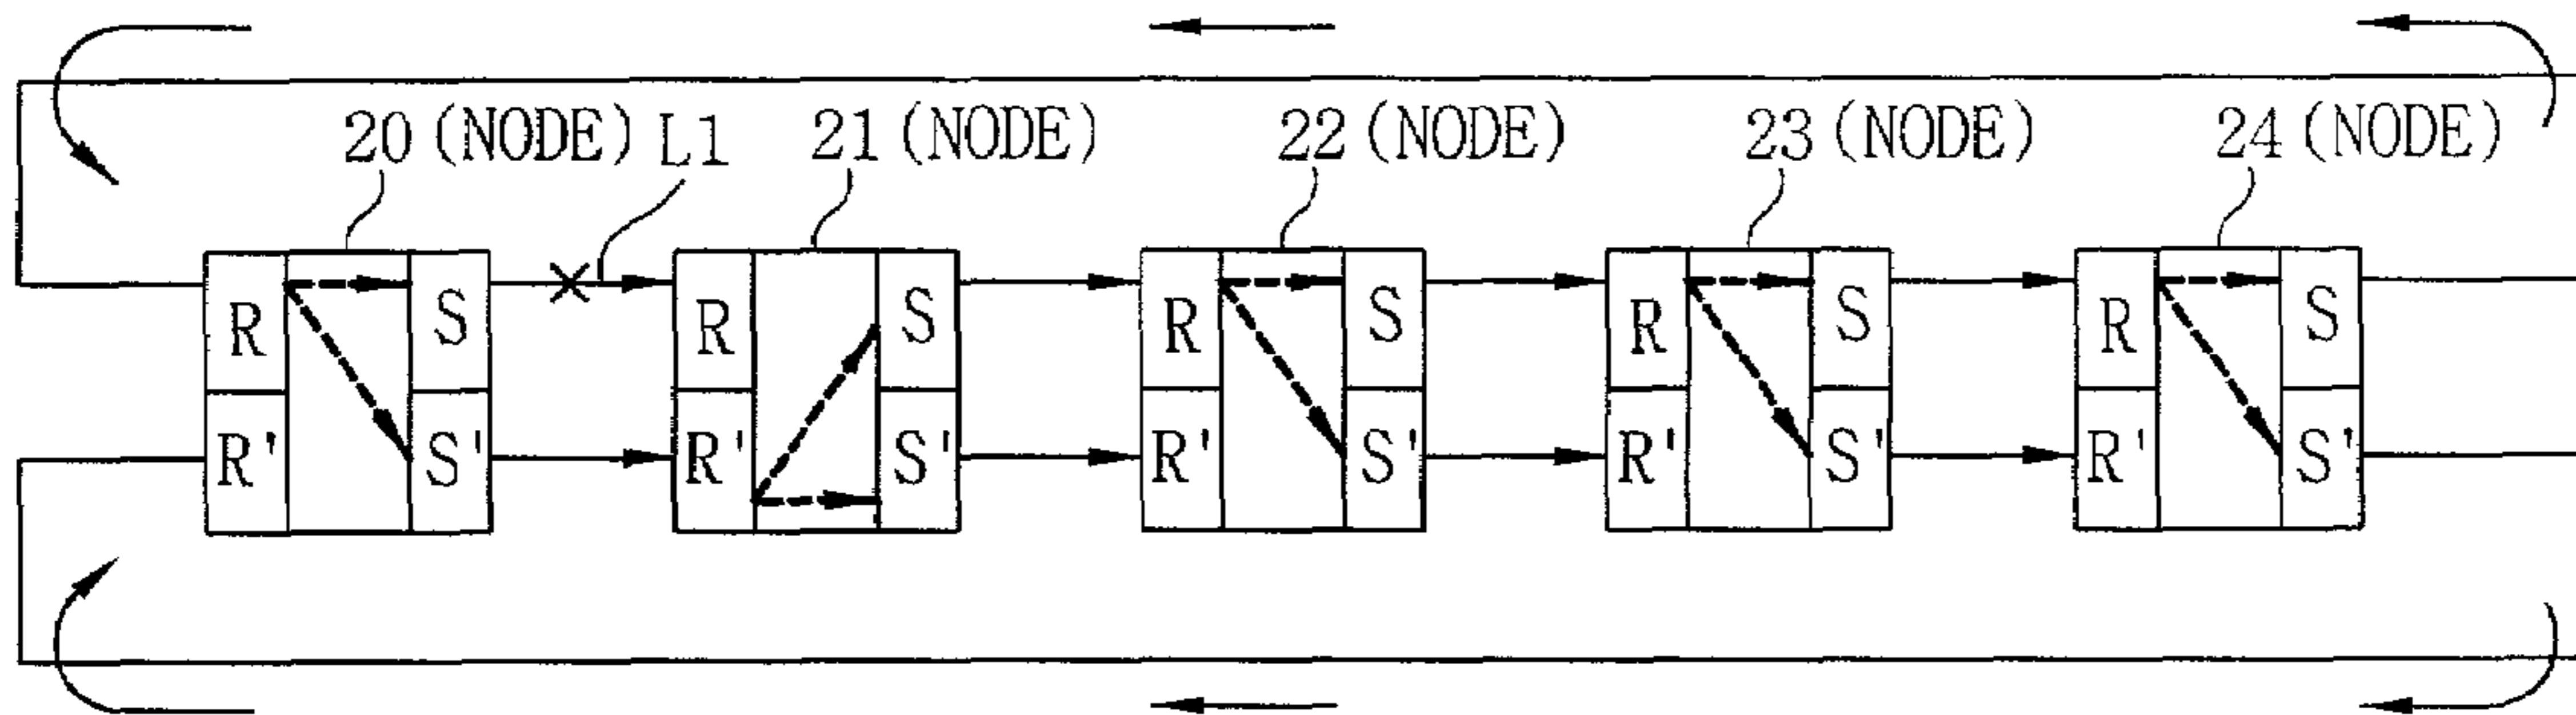 20 (NODE) L1 21 (NODE) 22 (NODE) 23 (NODE) 24 (NODE)
R S R S R S R S R S
R' S' R' S' R' S' R' S' R' S'